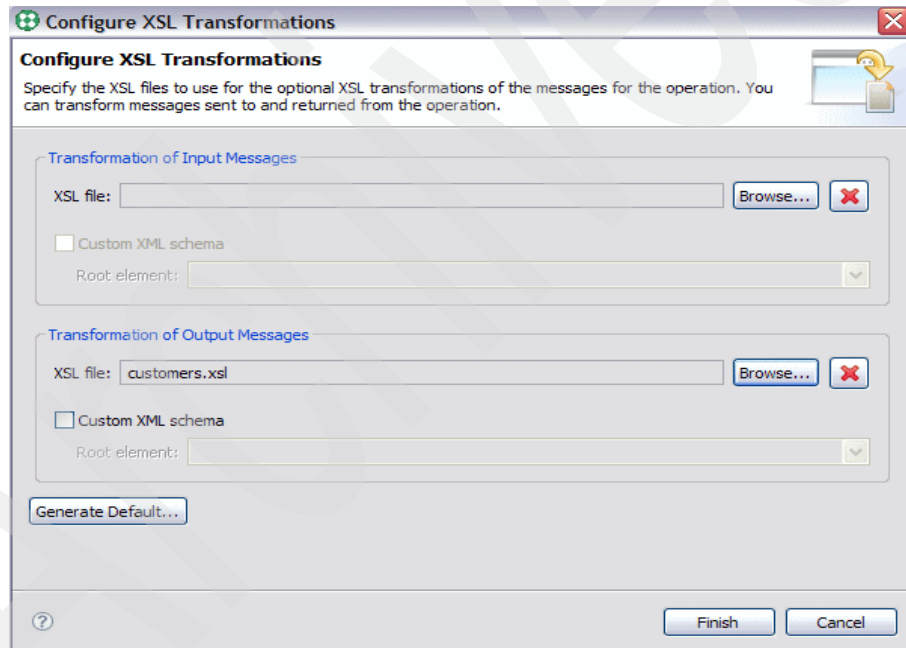 Configure XSL Transformations
Configure XSL Transformations
Specify the XSL files to use for the optional XSL transformations of the messages for the operation. You
can transform messages sent to and returned from the operation.
Transformation of Input Messages
XSL file:
Browse...
Custom XML schema
Root element:
Transformation of Output Messages
XSL file: customers.xsl
Browse...
Custom XML schema
Root element:
Generate Default...
?
Finish
Cancel